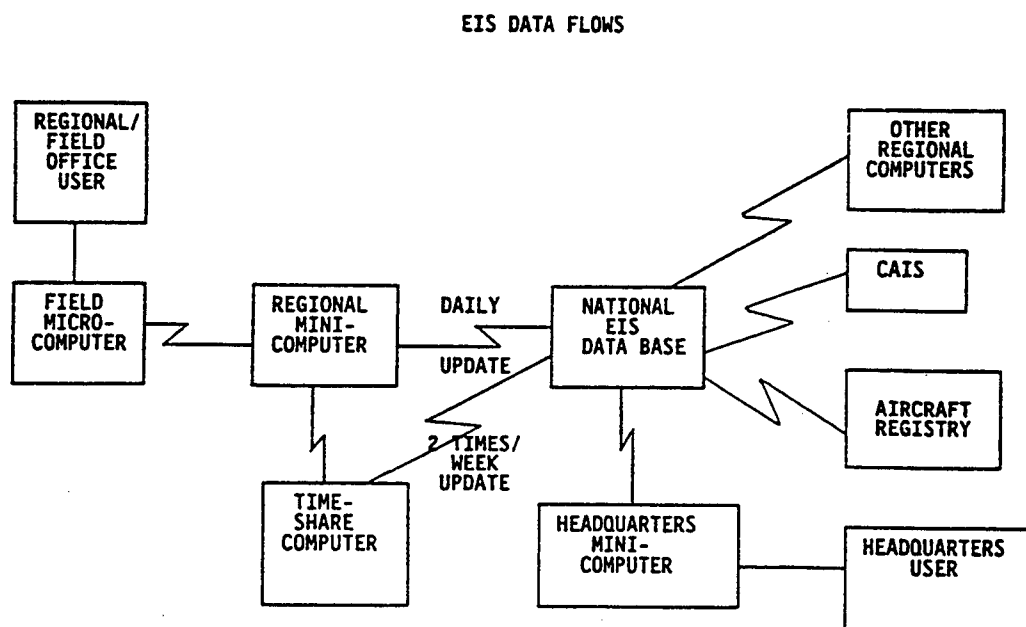 EIS DATA FLOWS
REGIONAL/
FIELD
OFFICE
USER
OTHER
REGIONAL
COMPUTERS
CAIS
FIELD
MICRO-
COMPUTER
REGIONAL
MINI-
COMPUTER
DAILY
UPDATE
NATIONAL
EIS
DATA BASE
AIRCRAFT
REGISTRY
2 TIMES/
WEEK
UPDATE
TIME-
SHARE
COMPUTER
HEADQUARTERS
MINI-
COMPUTER
HEADQUARTERS
USER